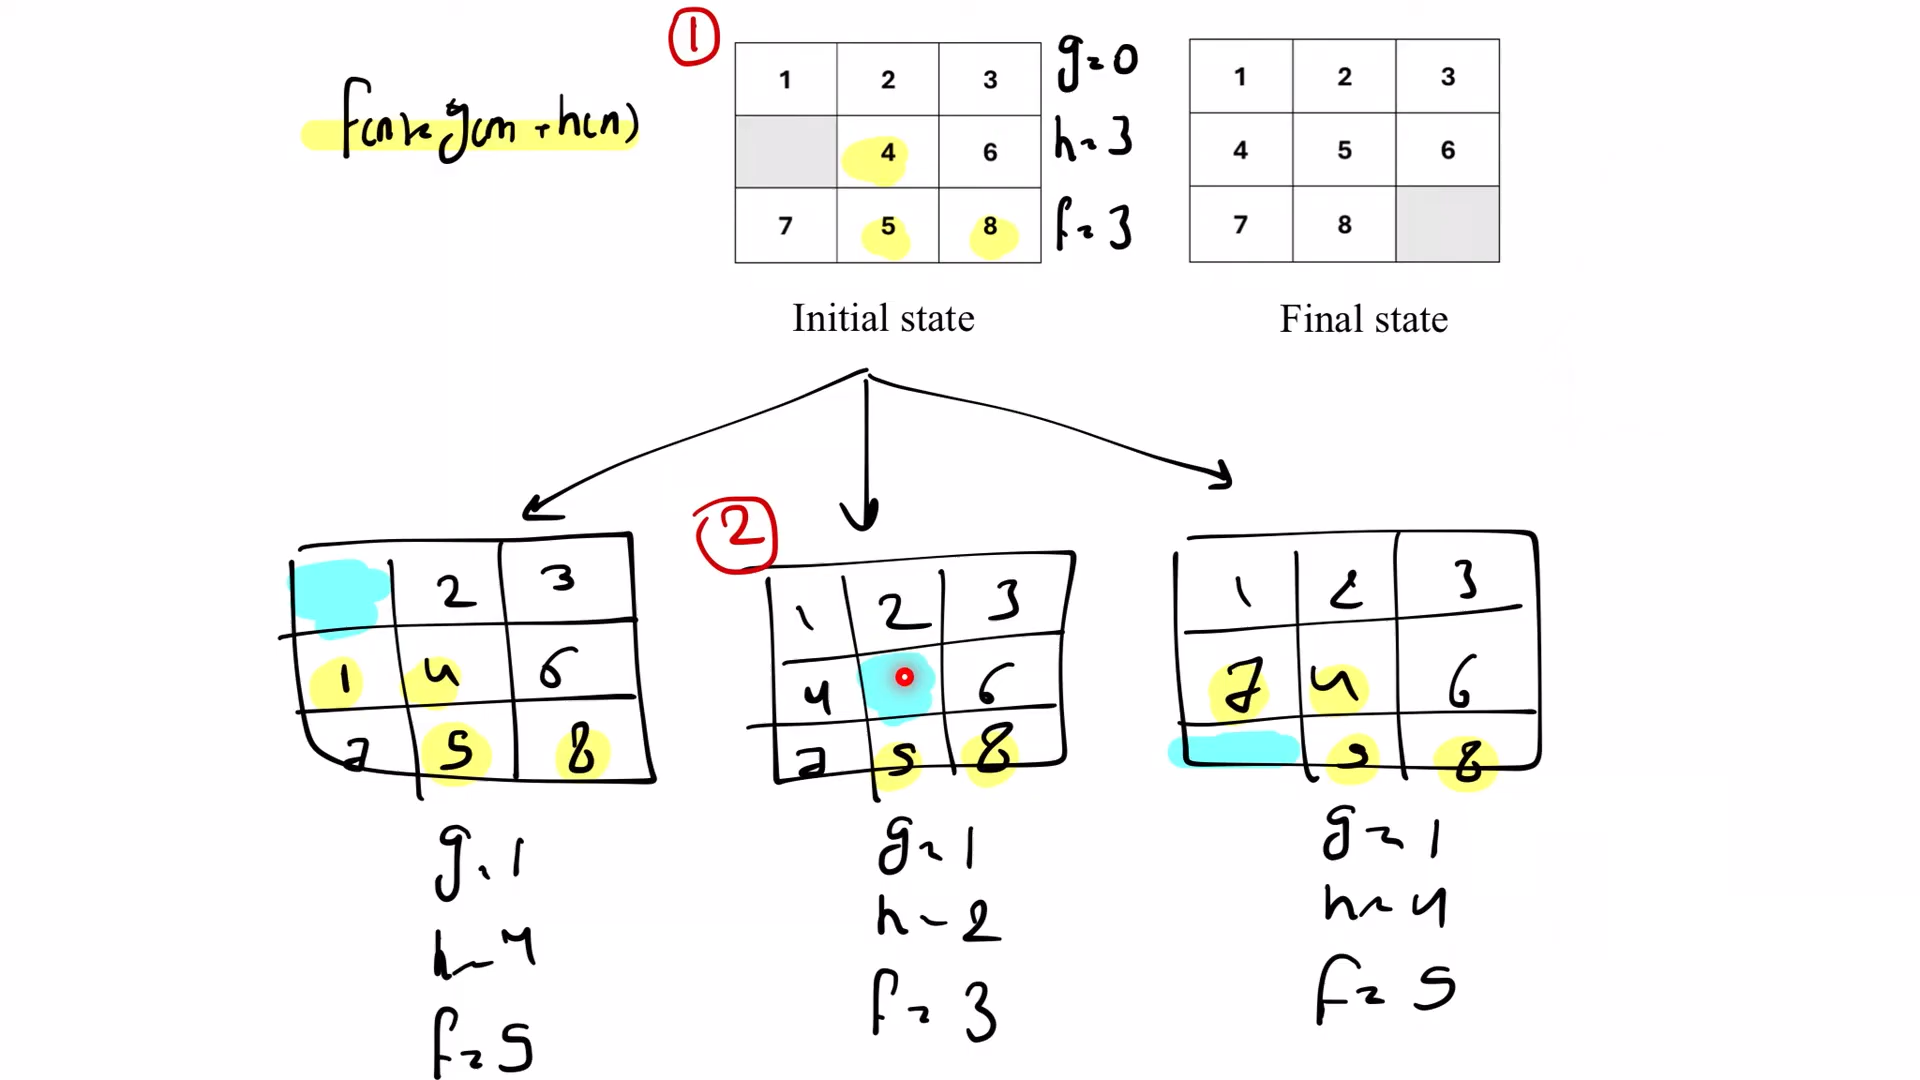 1
f(n) = g(n) + h(n)
1 2 3
4 6
7 5 8
g = 0
h = 3
f = 3
Initial state
1 2 3
4 5 6
7 8
Final state
2 3
1 4 6
7 5 8
g = 1
h = 4
f = 5
2
1 2 3
4 6
7 5 8
g = 1
h = 2
f = 3
1 2 3
7 4 6
5 8
g = 1
h = 4
f = 5